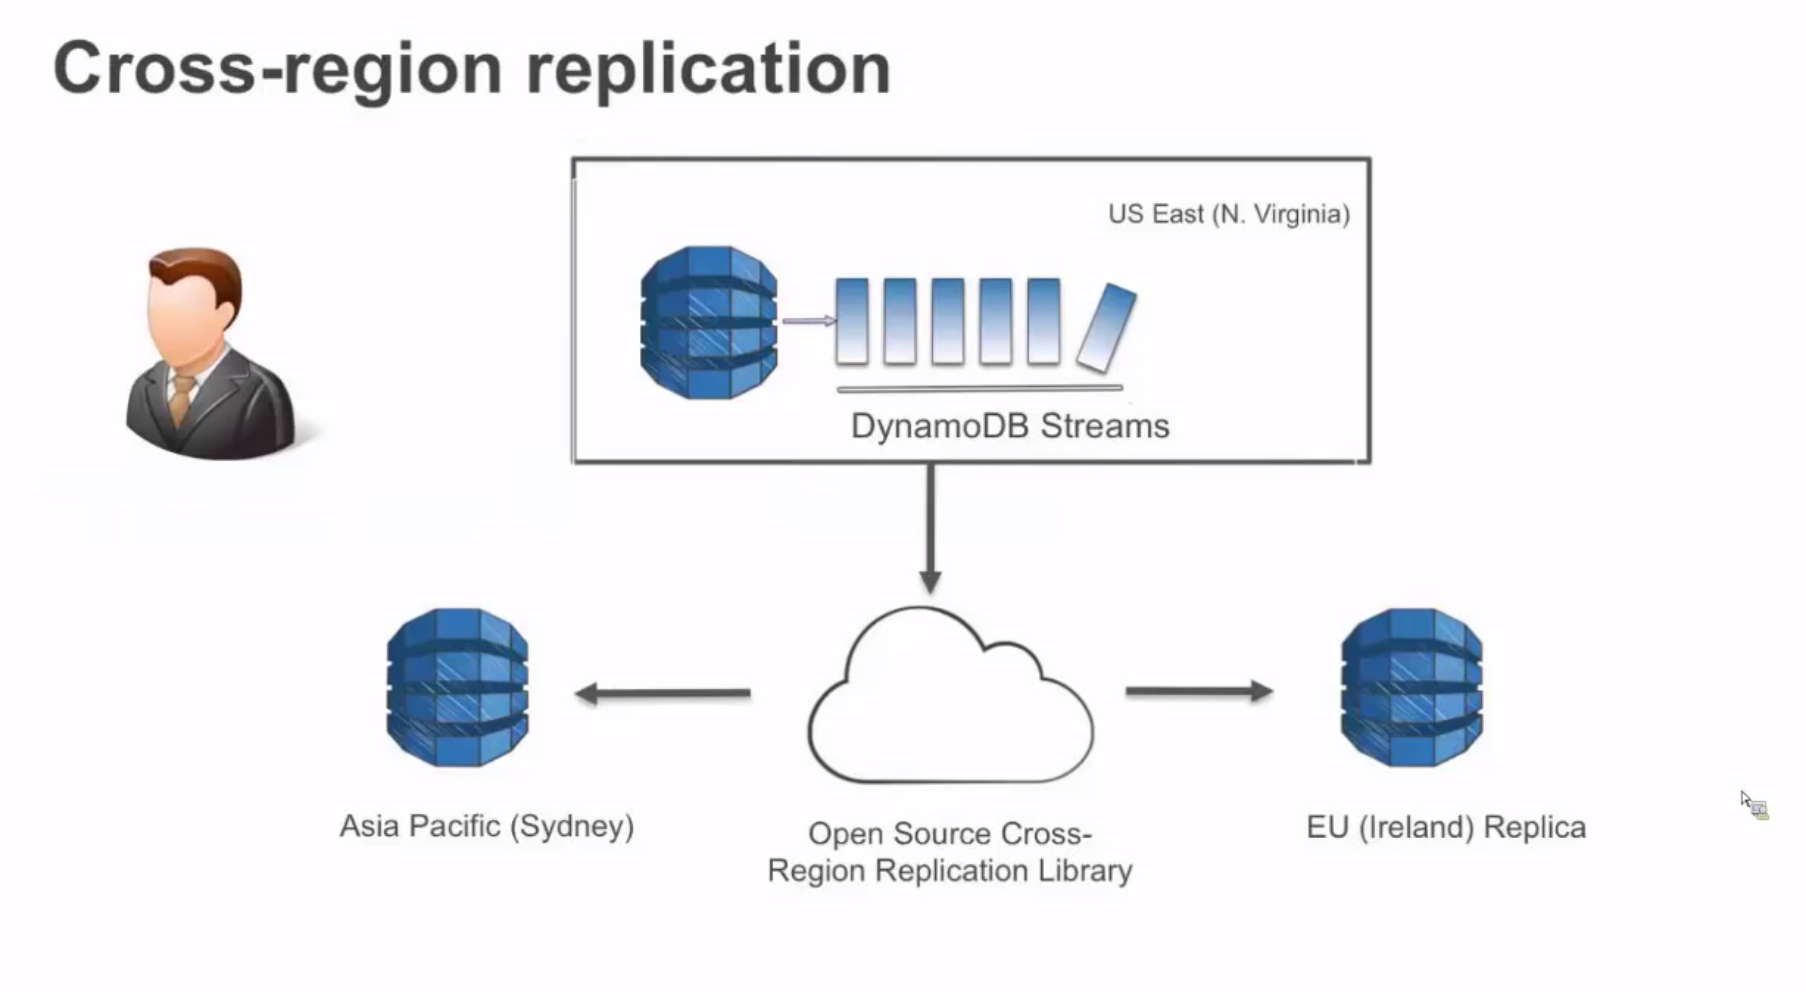 Cross-region replication
US East (N. Virginia)
DynamoDB Streams
Asia Pacific (Sydney)
Open Source Cross-
Region Replication Library
EU (Ireland) Replica